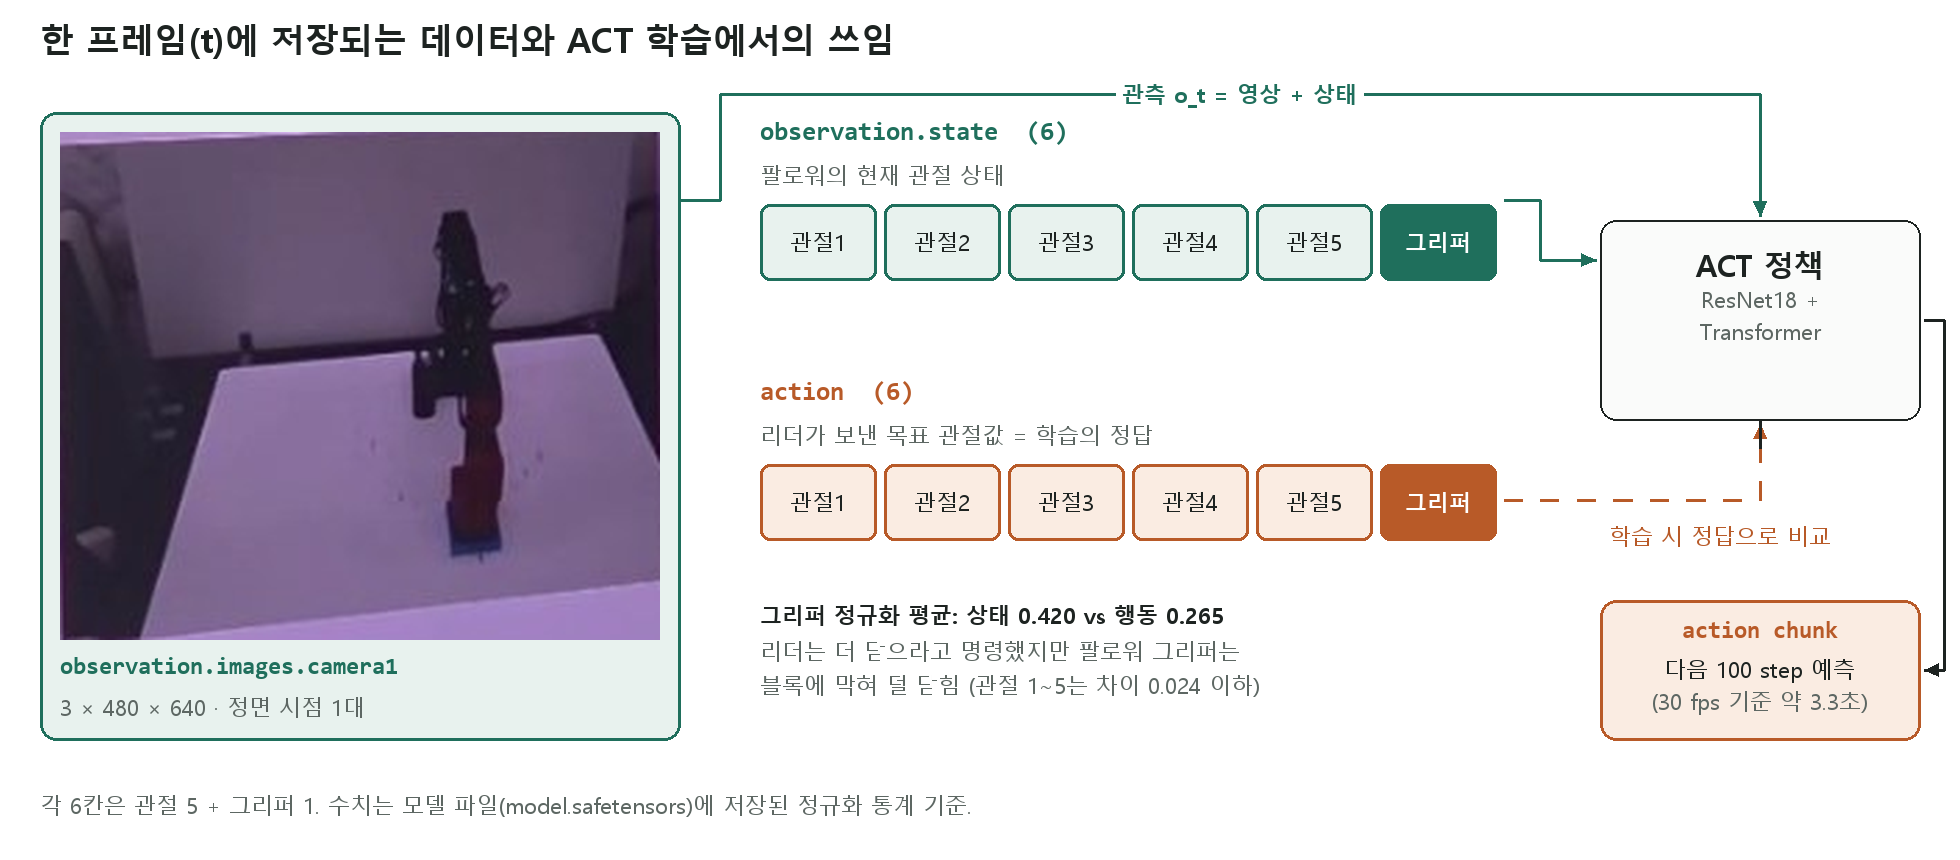 한 프레임(t)에 저장되는 데이터와 ACT 학습에서의 쓰임
관측 o_t = 영상 + 상태
observation.state (6)
팔로워의 현재 관절 상태
관절1 관절2 관절3 관절4 관절5 그리퍼
ACT 정책
ResNet18 +
Transformer
action (6)
리더가 보낸 목표 관절값 = 학습의 정답
관절1 관절2 관절3 관절4 관절5 그리퍼
학습 시 정답으로 비교
그리퍼 정규화 평균: 상태 0.420 vs 행동 0.265
리더는 더 닫으라고 명령했지만 팔로워 그리퍼는
블록에 막혀 덜 닫힘 (관절 1~5는 차이 0.024 이하)
action chunk
다음 100 step 예측
(30 fps 기준 약 3.3초)
observation.images.camera1
3 × 480 × 640 · 정면 시점 1대
각 6칸은 관절 5 + 그리퍼 1. 수치는 모델 파일(model.safetensors)에 저장된 정규화 통계 기준.